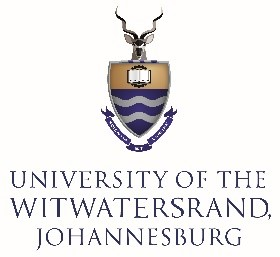 UNIVERSITY OF THE
WITWATERSRAND,
JOHANNESBURG